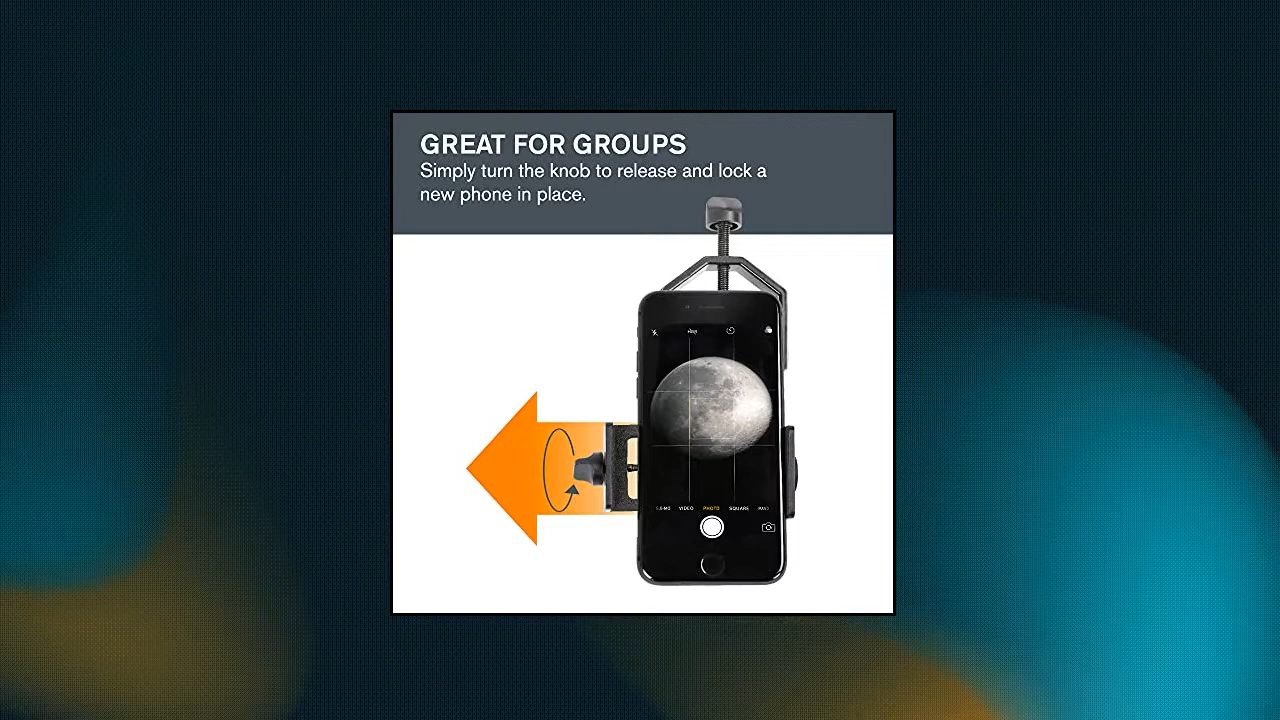 GREAT FOR GROUPS
Simply turn the knob to release and lock a
new phone in place.
VIDEO PHOTO SQUARE